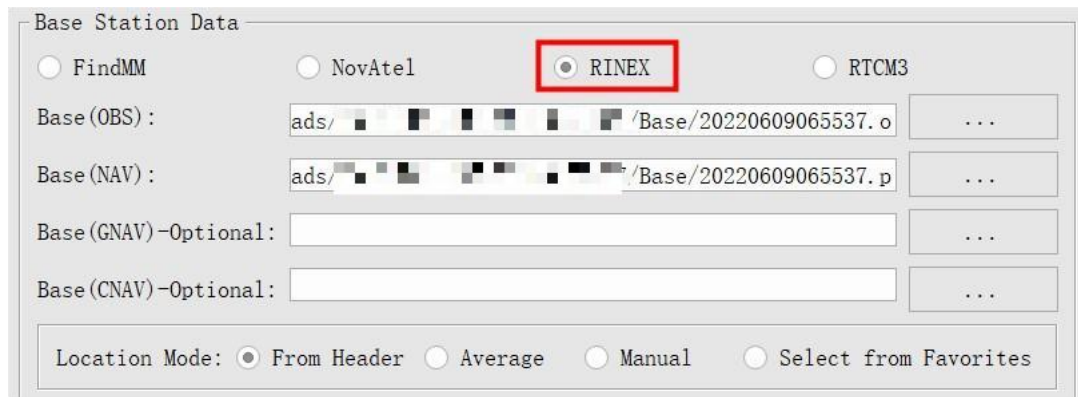 Base Station Data
FindMM NovAtel RINEX RTCM3
Base(OBS): ads/ /Base/20220609065537.o ...
Base(NAV): ads/ /Base/20220609065537.p ...
Base(GNAV)-Optional: ...
Base(CNAV)-Optional: ...
Location Mode: From Header Average Manual Select from Favorites